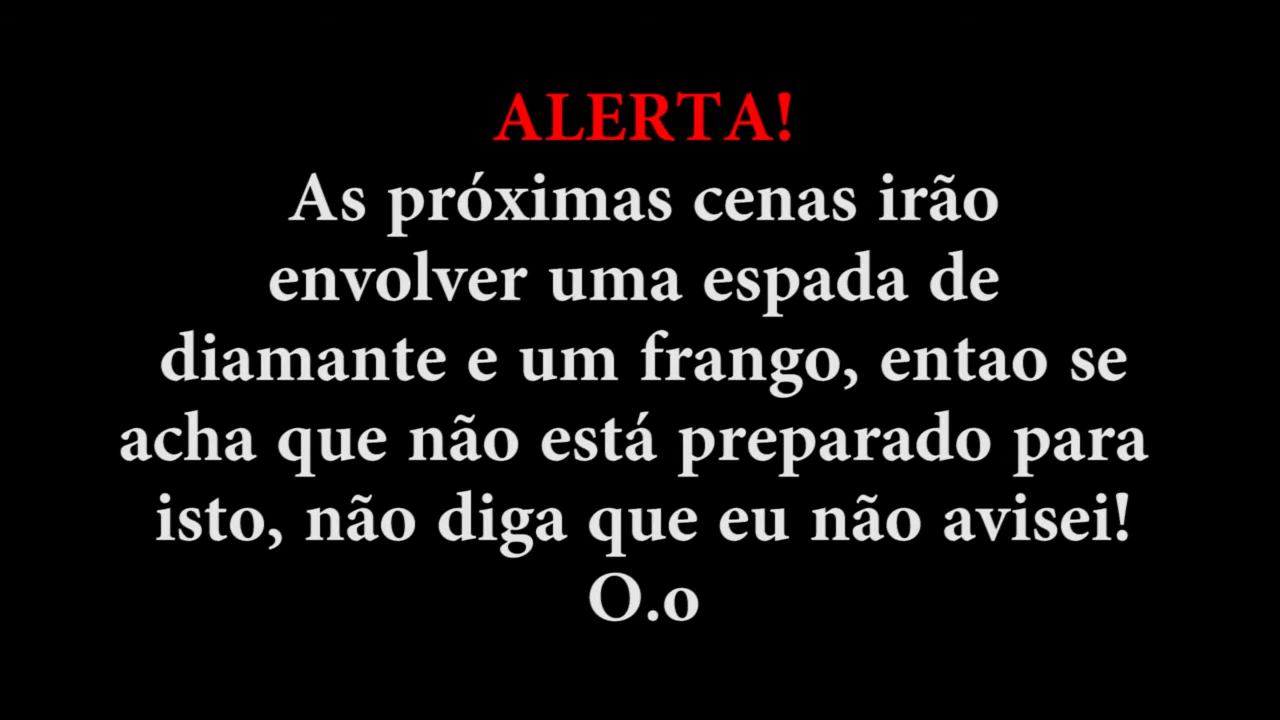 ALERTA!
As próximas cenas irão
envolver uma espada de
diamante e um frango, entao se
acha que não está preparado para
isto, não diga que eu não avisei!
O.o